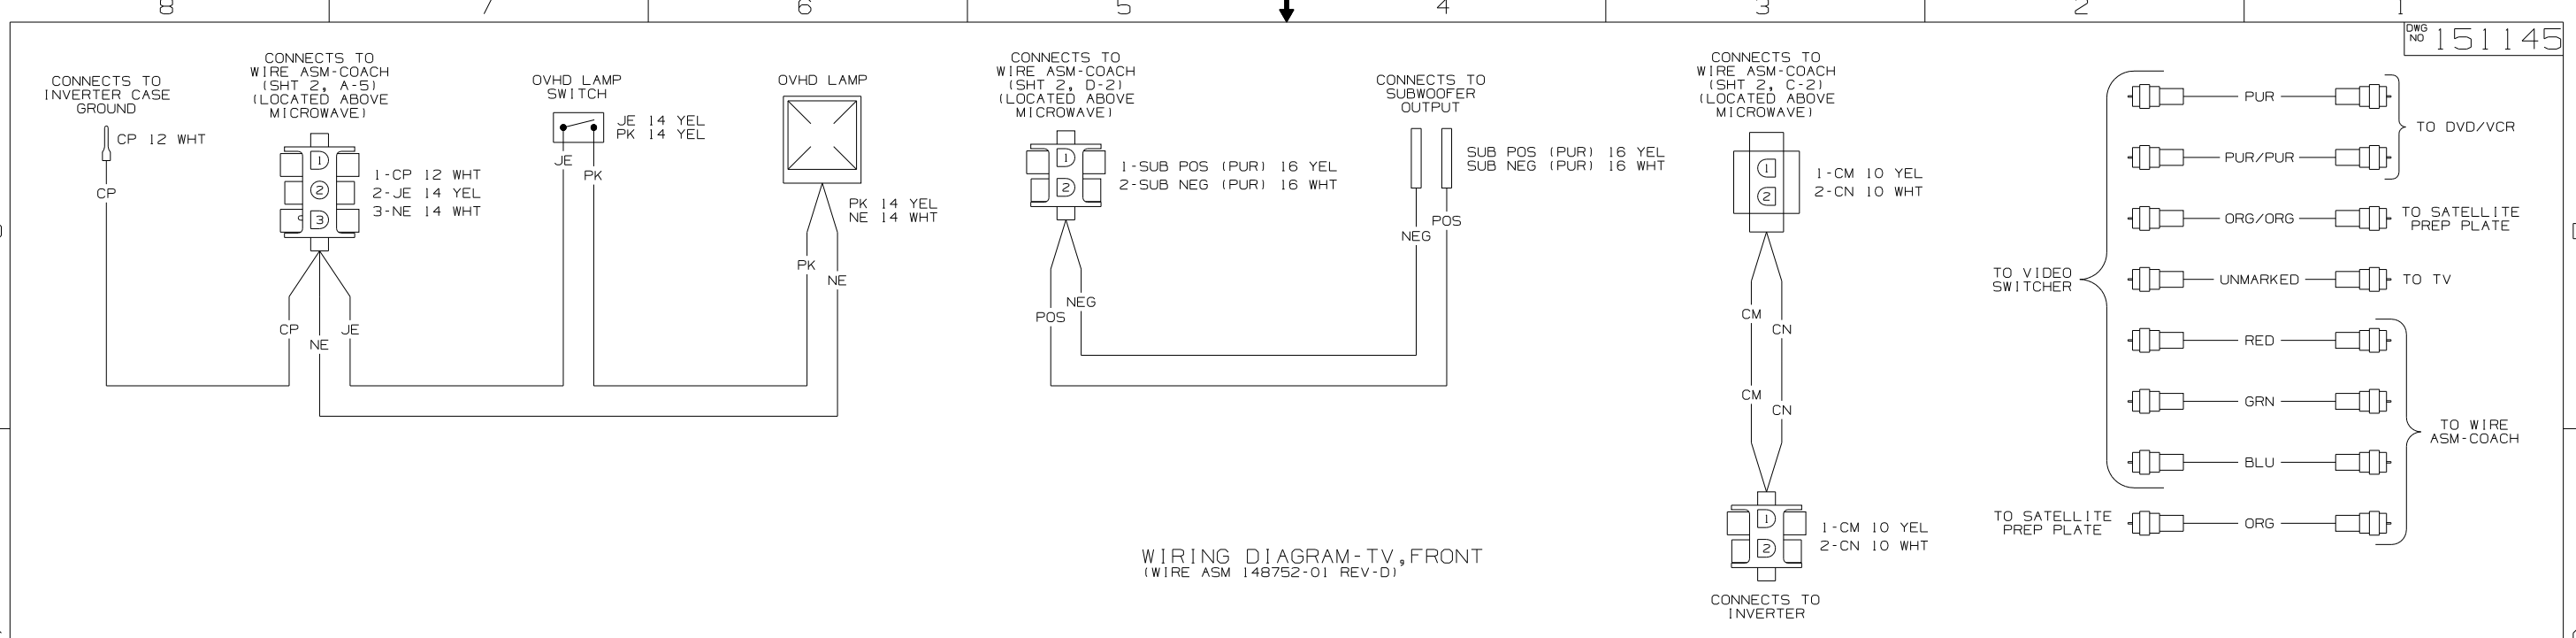 8
7
6
5
4
3
2
1
DWG
NO
151145
CONNECTS TO
INVERTER CASE
GROUND
CP 12 WHT
CP
CONNECTS TO
WIRE ASM-COACH
(SHT 2, A-5)
(LOCATED ABOVE
MICROWAVE)
1
2
3
1-CP 12 WHT
2-JE 14 YEL
3-NE 14 WHT
CP
NE
JE
OVHD LAMP
SWITCH
JE 14 YEL
PK 14 YEL
JE
PK
OVHD LAMP
PK 14 YEL
NE 14 WHT
PK
NE
CONNECTS TO
WIRE ASM-COACH
(SHT 2, D-2)
(LOCATED ABOVE
MICROWAVE)
1
2
1-SUB POS (PUR) 16 YEL
2-SUB NEG (PUR) 16 WHT
POS
NEG
CONNECTS TO
SUBWOOFER
OUTPUT
SUB POS (PUR) 16 YEL
SUB NEG (PUR) 16 WHT
NEG
POS
CONNECTS TO
WIRE ASM-COACH
(SHT 2, C-2)
(LOCATED ABOVE
MICROWAVE)
1
2
1-CM 10 YEL
2-CN 10 WHT
CM
CN
CM
CN
1
2
1-CM 10 YEL
2-CN 10 WHT
CONNECTS TO
INVERTER
TO VIDEO
SWITCHER
PUR
PUR/PUR
TO DVD/VCR
ORG/ORG
TO SATELLITE
PREP PLATE
UNMARKED
TO TV
RED
GRN
BLU
TO WIRE
ASM-COACH
TO SATELLITE
PREP PLATE
ORG
WIRING DIAGRAM-TV,FRONT
(WIRE ASM 148752-01 REV-D)